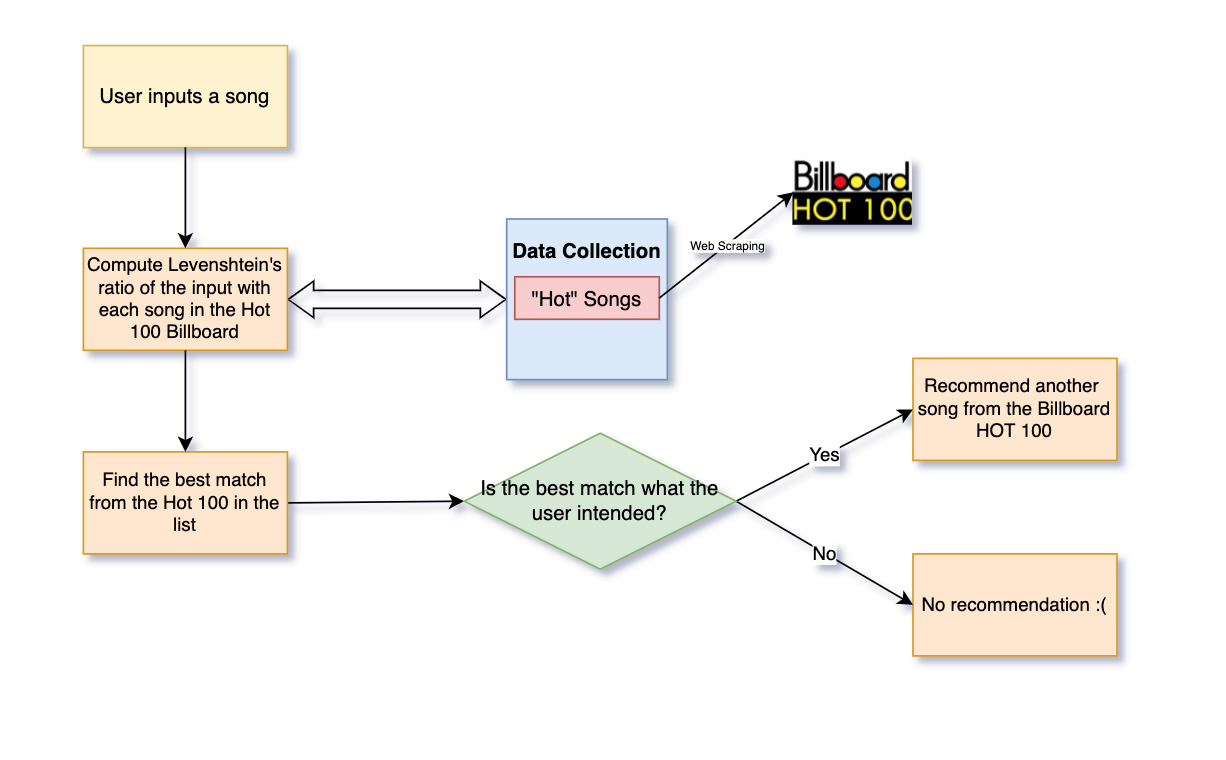 User inputs a song
Billboard
HOT 100
Web Scraping
Data Collection
"Hot" Songs
Compute Levenshtein's
ratio of the input with
each song in the Hot
100 Billboard
Recommend another
song from the Billboard
HOT 100
Yes
Find the best match
from the Hot 100 in the
list
Is the best match what the
user intended?
No
No recommendation :(